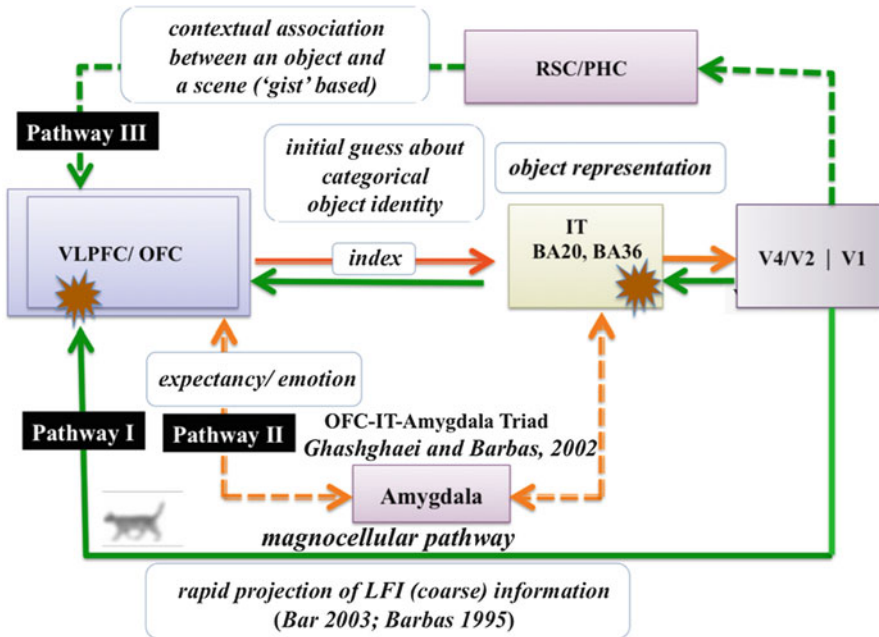 contextual association
between an object and
a scene ('gist' based)
RSC/PHC
Pathway III
initial guess about
categorical
object identity
object representation
VLPFC/ OFC
index
IT
BA20, BA36
V4/V2 | V1
expectancy/ emotion
Pathway I
Pathway II
OFC-IT-Amygdala Triad
Ghashghaei and Barbas, 2002
Amygdala
magnocellular pathway
rapid projection of LFI (coarse) information
(Bar 2003; Barbas 1995)